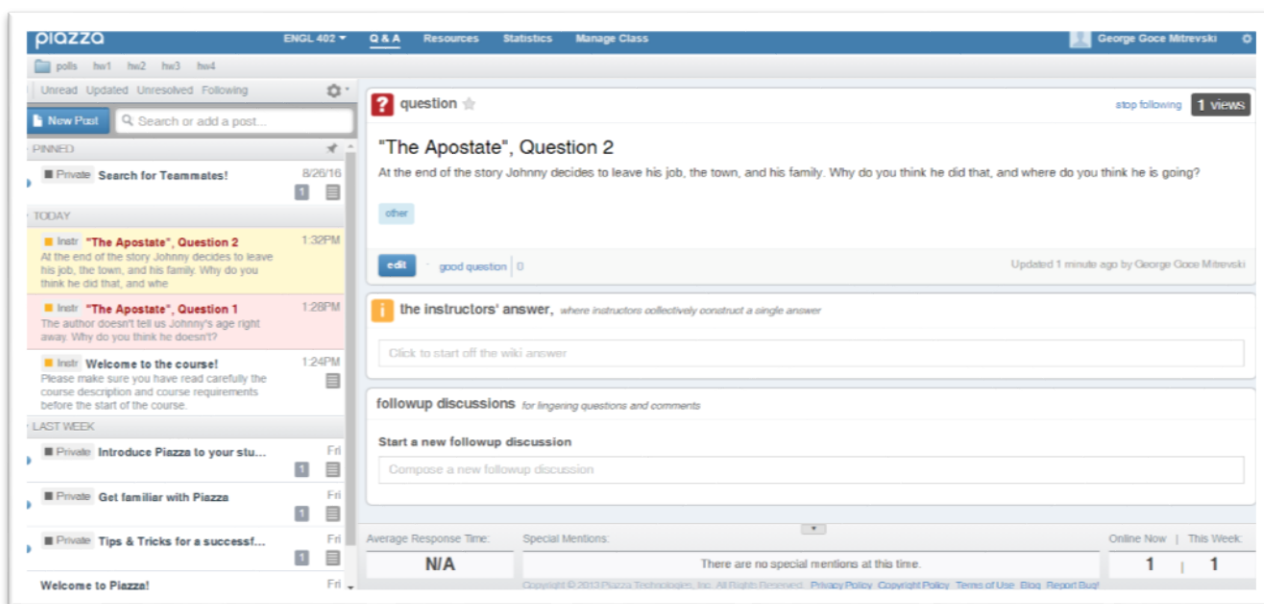 piazza ENGL 402 Q & A Resources Statistics Manage Class George Goce Mitrevski
polls hw1 hw2 hw3 hw4
Unread Updated Unresolved Following
New Post Search or add a post...
PINNED
Private Search for Teammates! 8/26/16
1
TODAY
Instr "The Apostate", Question 2 1:32PM
At the end of the story Johnny decides to leave
his job, the town, and his family. Why do you
think he did that, and whe
Instr "The Apostate", Question 1 1:28PM
The author doesn't tell us Johnny's age right
away. Why do you think he doesn't?
Instr Welcome to the course! 1:24PM
Please make sure you have read carefully the
course description and course requirements
before the start of the course.
LAST WEEK
Private Introduce Piazza to your stu... Fri
1
Private Get familiar with Piazza Fri
1
Private Tips & Tricks for a successf... Fri
1
Welcome to Piazza! Fri
? question stop following 1 views
"The Apostate", Question 2
At the end of the story Johnny decides to leave his job, the town, and his family. Why do you think he did that, and where do you think he is going?
other
edit · good question 0 Updated 1 minute ago by George Goce Mitrevski
i the instructors' answer, where instructors collectively construct a single answer
Click to start off the wiki answer
followup discussions for lingering questions and comments
Start a new followup discussion
Compose a new followup discussion
Average Response Time: Special Mentions: Online Now | This Week:
N/A There are no special mentions at this time. 1 | 1
Copyright © 2013 Piazza Technologies, Inc. All Rights Reserved. Privacy Policy Copyright Policy Terms of Use Blog Report Bug!